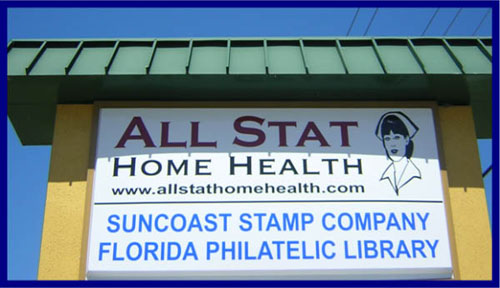 ALL STAT
HOME HEALTH
www.allstathomehealth.com
SUNCOAST STAMP COMPANY
FLORIDA PHILATELIC LIBRARY